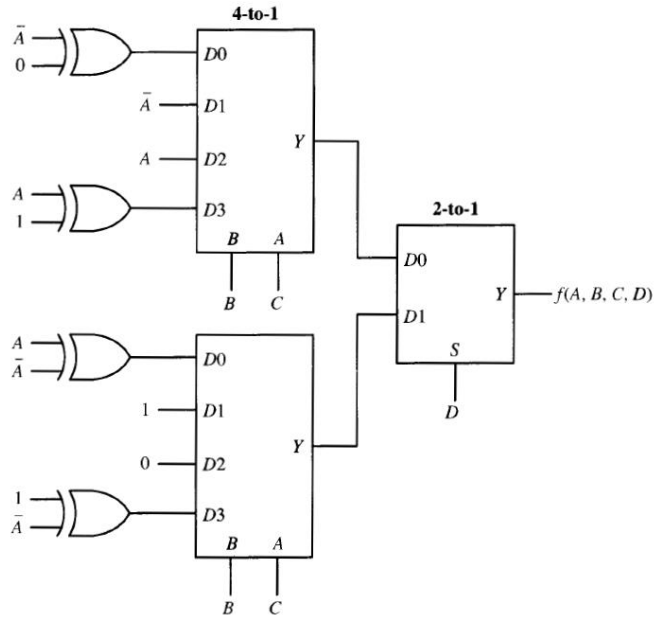 4-to-1
Ā
0
D0
Ā
D1
A
D2
Y
A
1
D3
B A
B C
2-to-1
D0
Y
f(A, B, C, D)
D1
S
D
A
Ā
D0
1
D1
Y
0
D2
1
Ā
D3
B A
B C